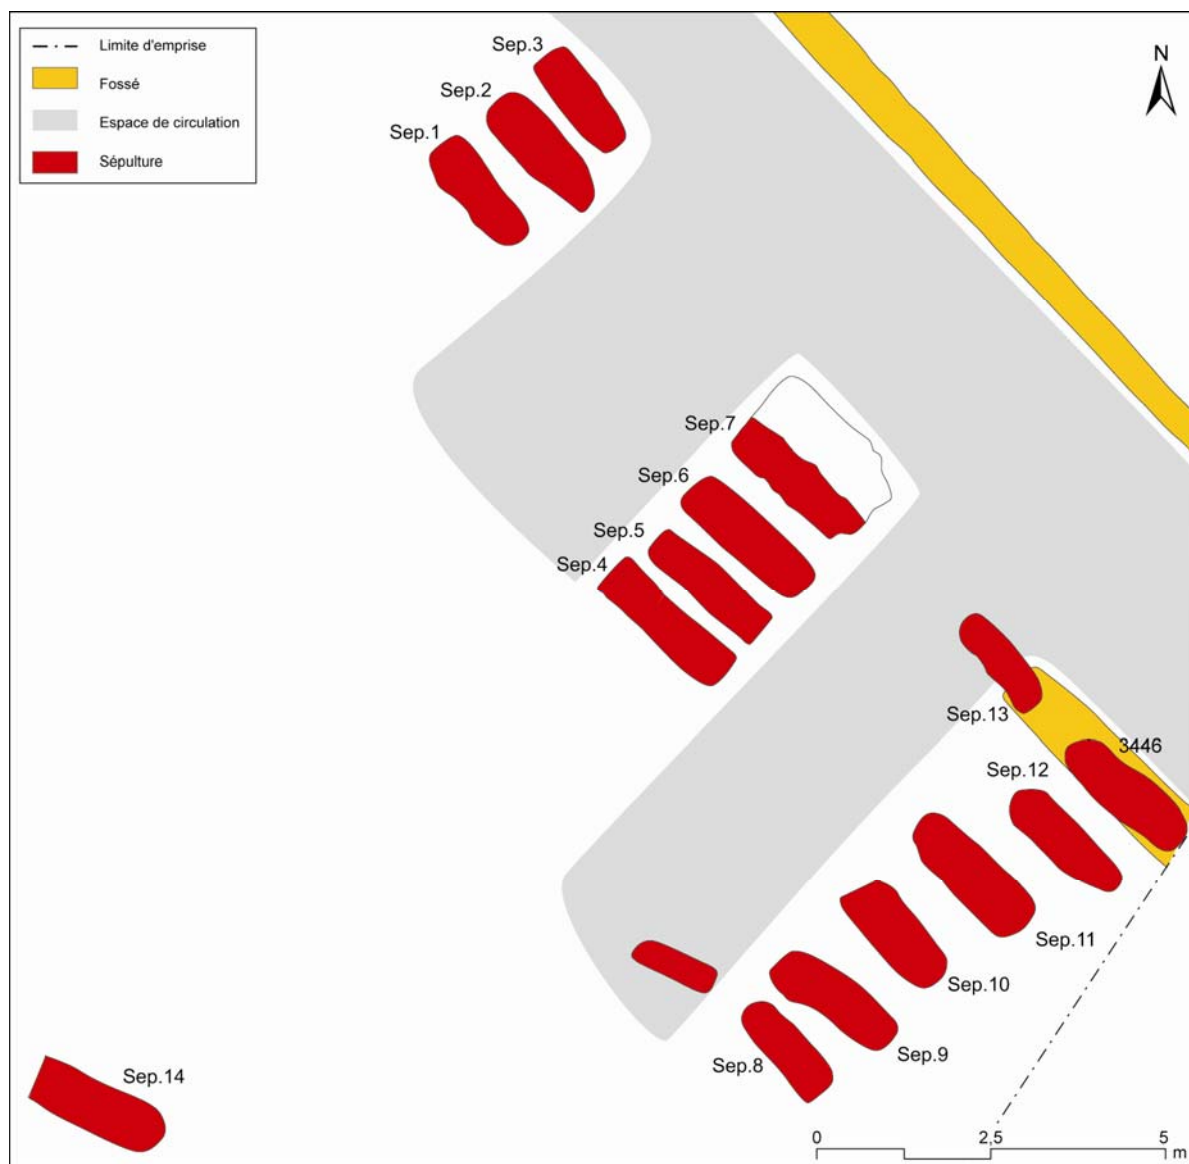 Limite d'emprise
Fossé
Espace de circulation
Sépulture
N
Sep.3
Sep.2
Sep.1
Sep.7
Sep.6
Sep.5
Sep.4
Sep.13
3446
Sep.12
Sep.11
Sep.10
Sep.9
Sep.8
Sep.14
0 2,5 5
m